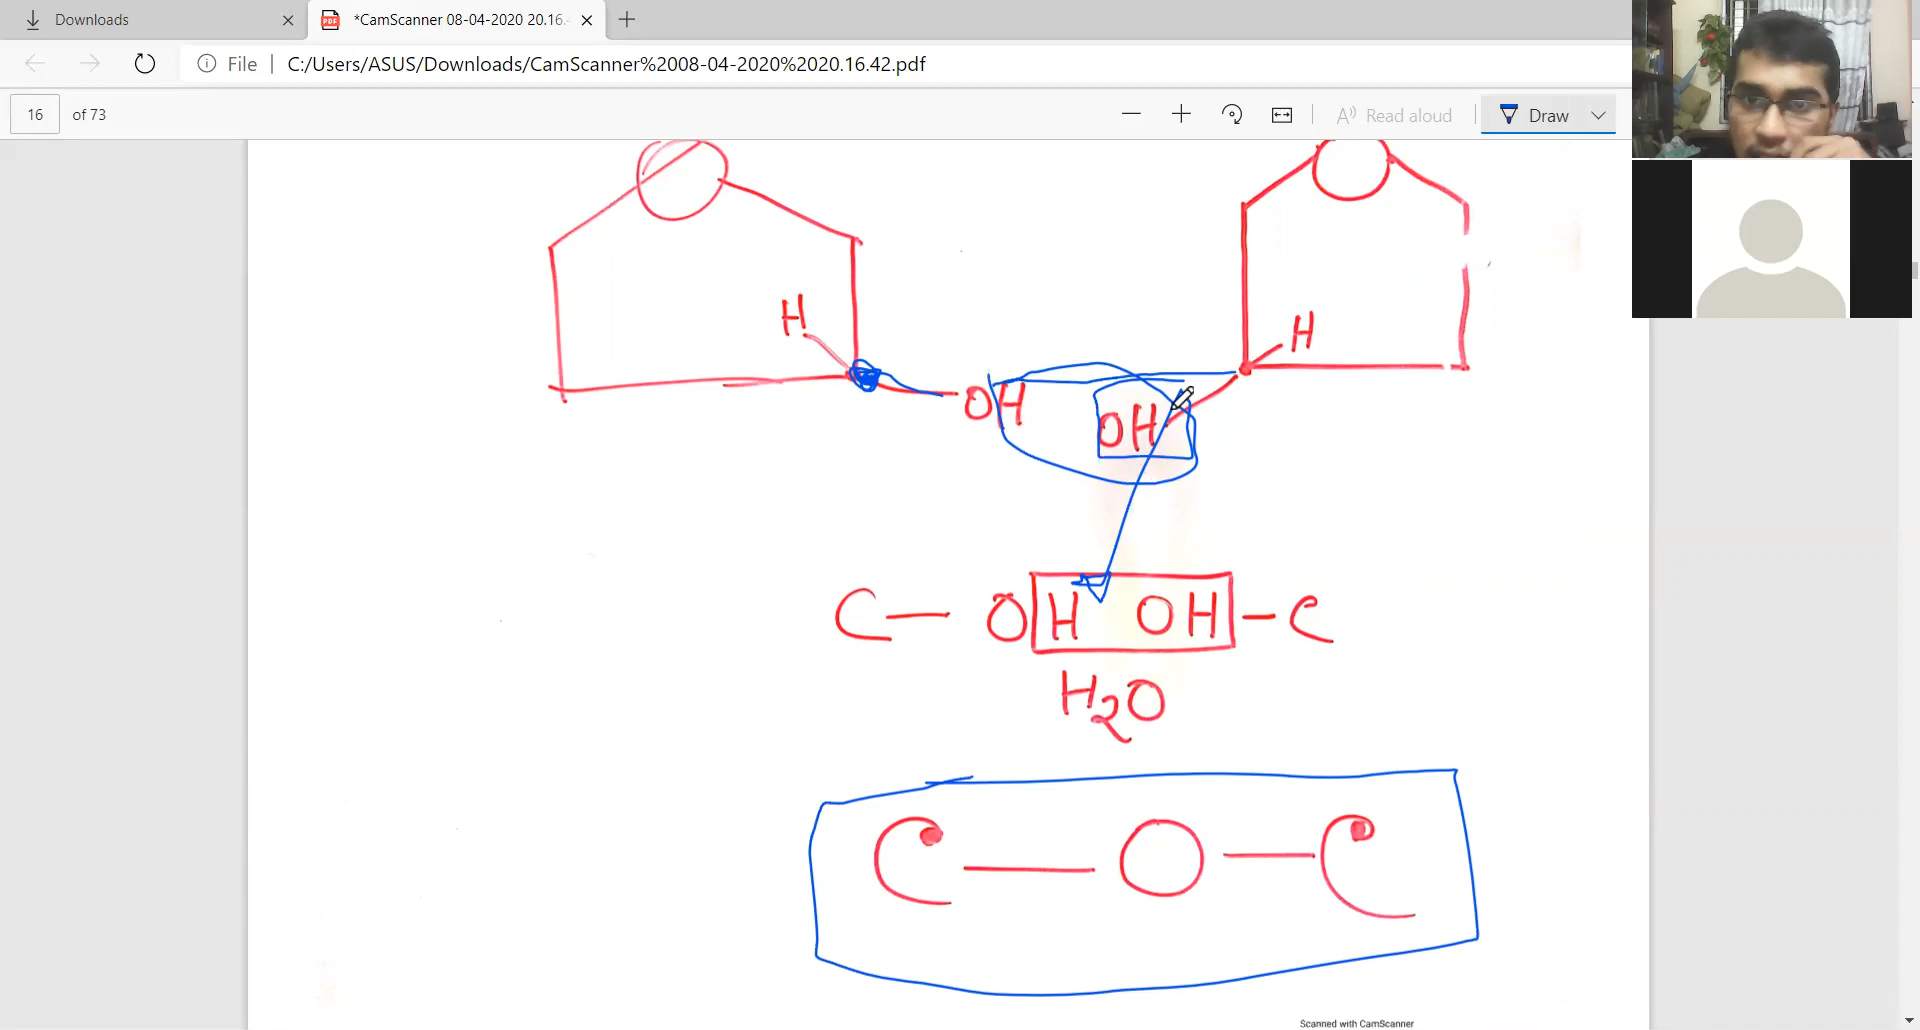 Downloads
*CamScanner 08-04-2020 20.16.
File C:/Users/ASUS/Downloads/CamScanner%2008-04-2020%2020.16.42.pdf
16 of 73
Read aloud
Draw
H
OH
H
OH
C — OH OH — C
H2O
C — O — C
Scanned with CamScanner